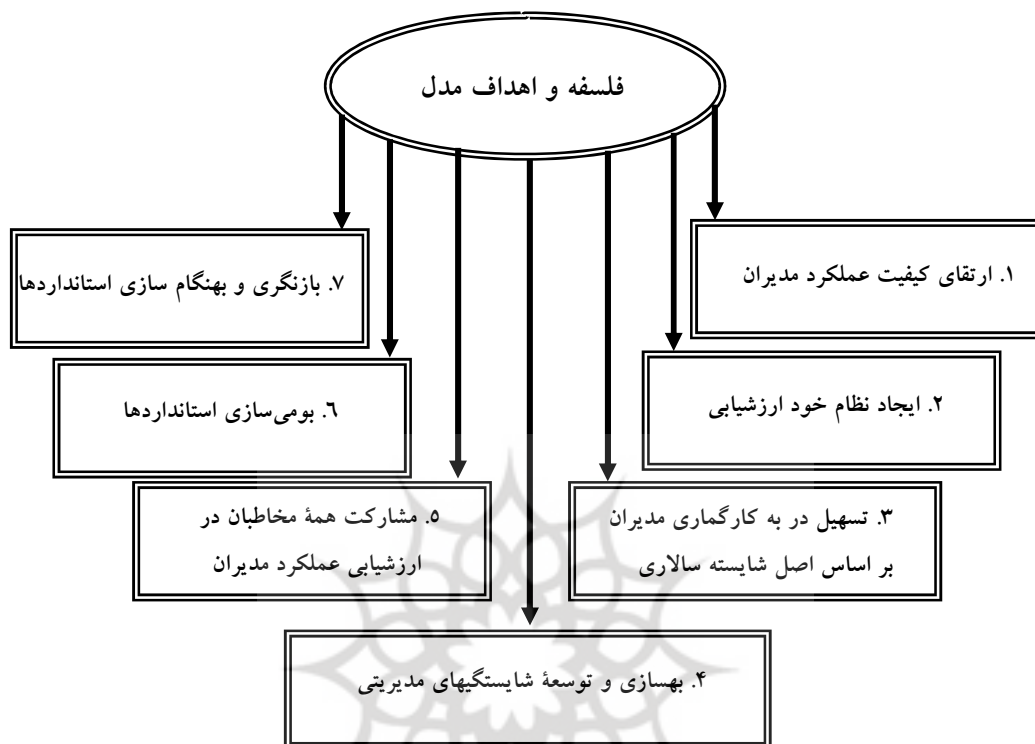 فلسفه و اهداف مدل
۱. ارتقای کیفیت عملکرد مدیران
۲. ایجاد نظام خود ارزشیابی
۳. تسهیل در به کارگماری مدیران
بر اساس اصل شایسته سالاری
۴. بهسازی و توسعۀ شایستگیهای مدیریتی
۵. مشارکت همۀ مخاطبان در
ارزشیابی عملکرد مدیران
۶. بومی‌سازی استانداردها
۷. بازنگری و بهنگام سازی استانداردها